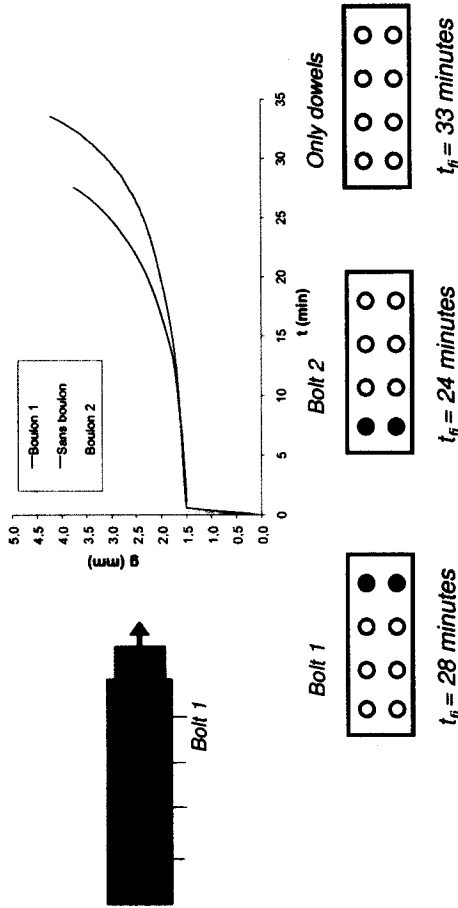 Bolt 1
g (mm)
5.0
4.5
4.0
3.5
3.0
2.5
2.0
1.5
1.0
0.5
0.0
Boulon 1
Sans boulon
Boulon 2
0 5 10 15 20 25 30 35
t (min)
Bolt 1
t_fi = 28 minutes
Bolt 2
t_fi = 24 minutes
Only dowels
t_fi = 33 minutes